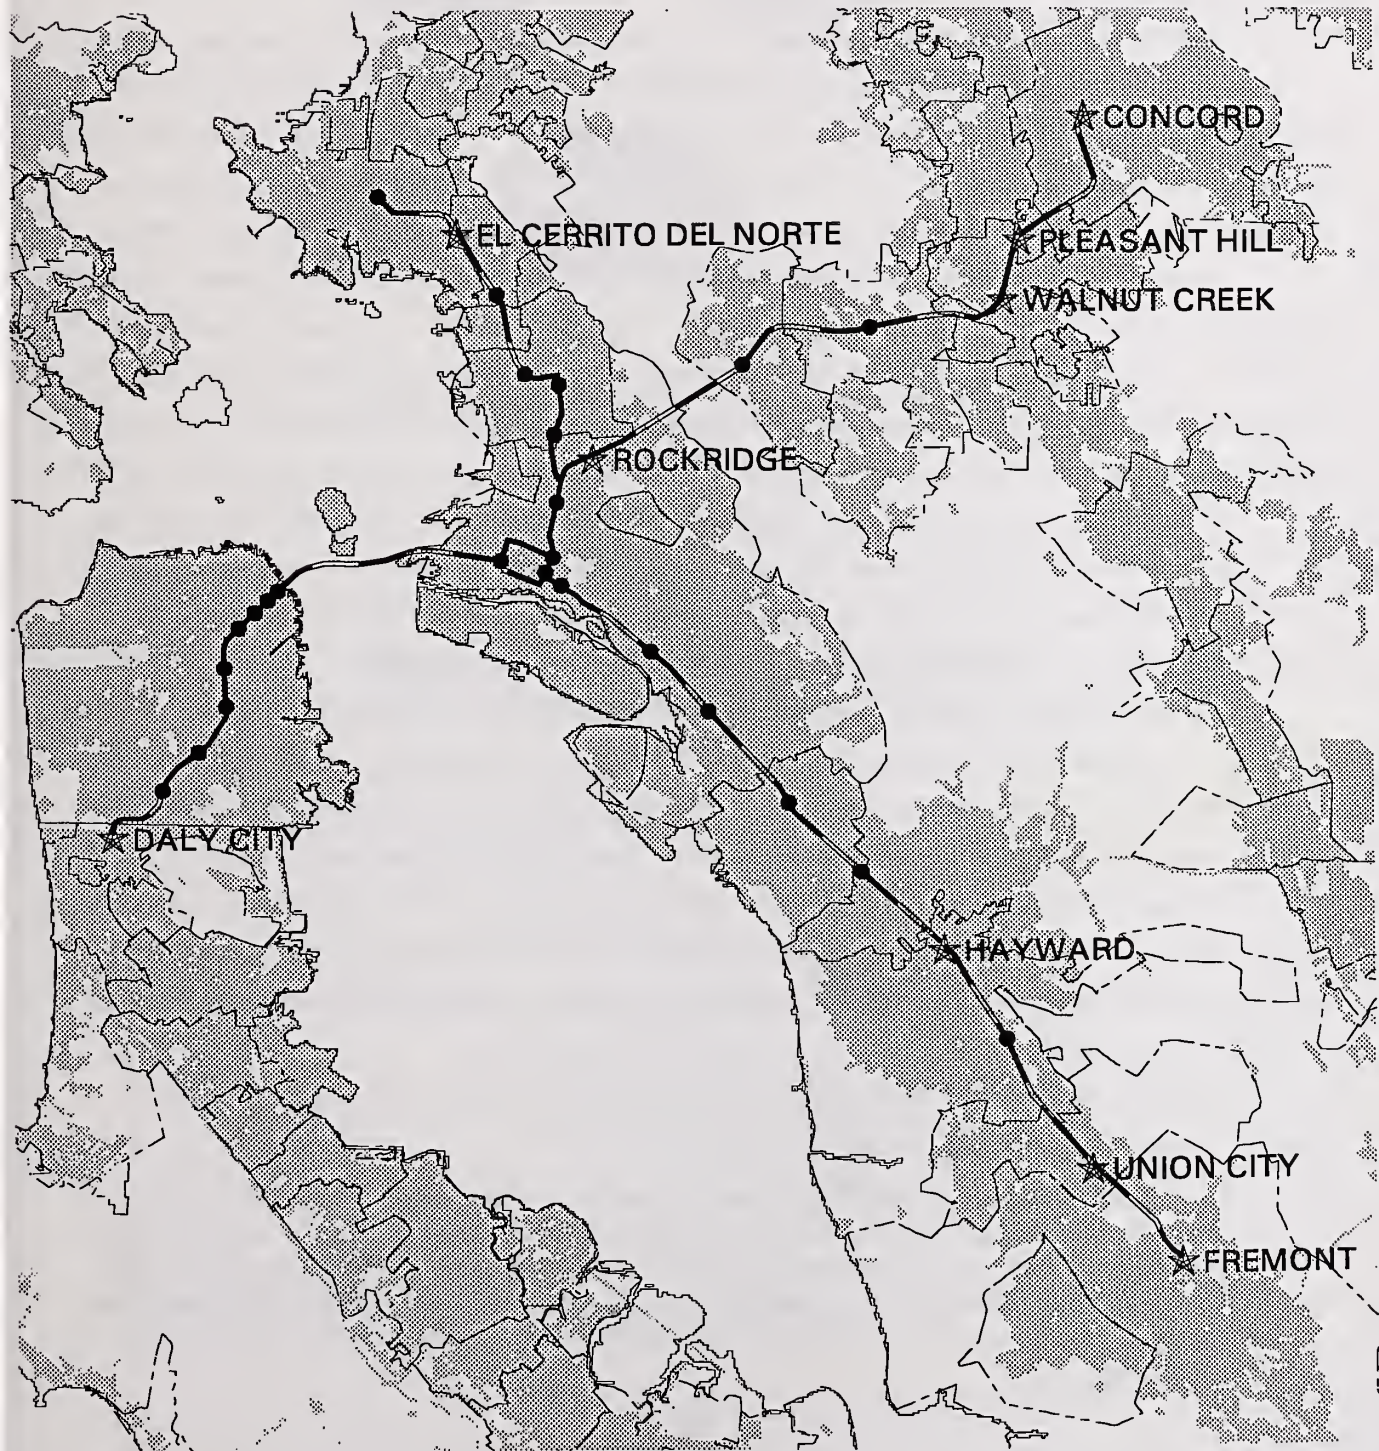 CONCORD
EL CERRITO DEL NORTE
PLEASANT HILL
WALNUT CREEK
ROCKRIDGE
DALY CITY
HAYWARD
UNION CITY
FREMONT